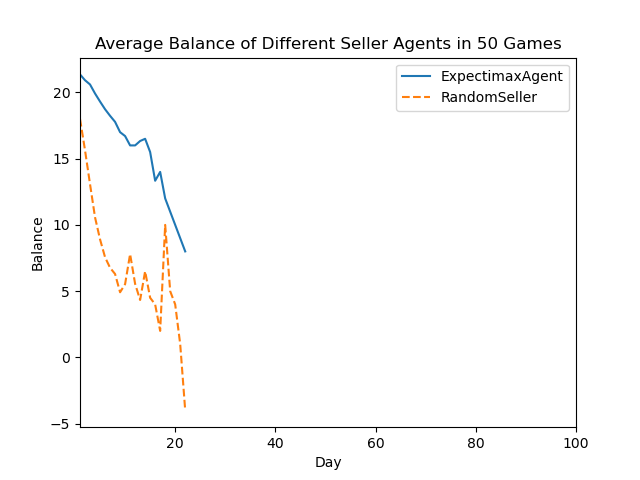 Average Balance of Different Seller Agents in 50 Games
ExpectimaxAgent
RandomSeller
Balance
20
15
10
5
0
−5
20 40 60 80 100
Day